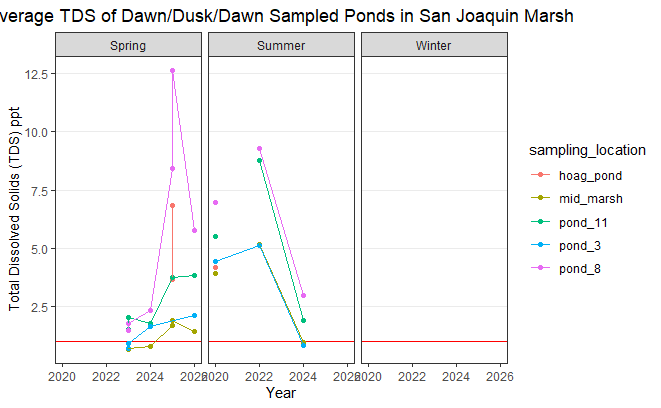 verage TDS of Dawn/Dusk/Dawn Sampled Ponds in San Joaquin Marsh
Spring
Summer
Winter
Total Dissolved Solids (TDS) ppt
12.5
10.0
7.5
5.0
2.5
2020 2022 2024 2026
2020 2022 2024 2026
2020 2022 2024 2026
Year
sampling_location
hoag_pond
mid_marsh
pond_11
pond_3
pond_8